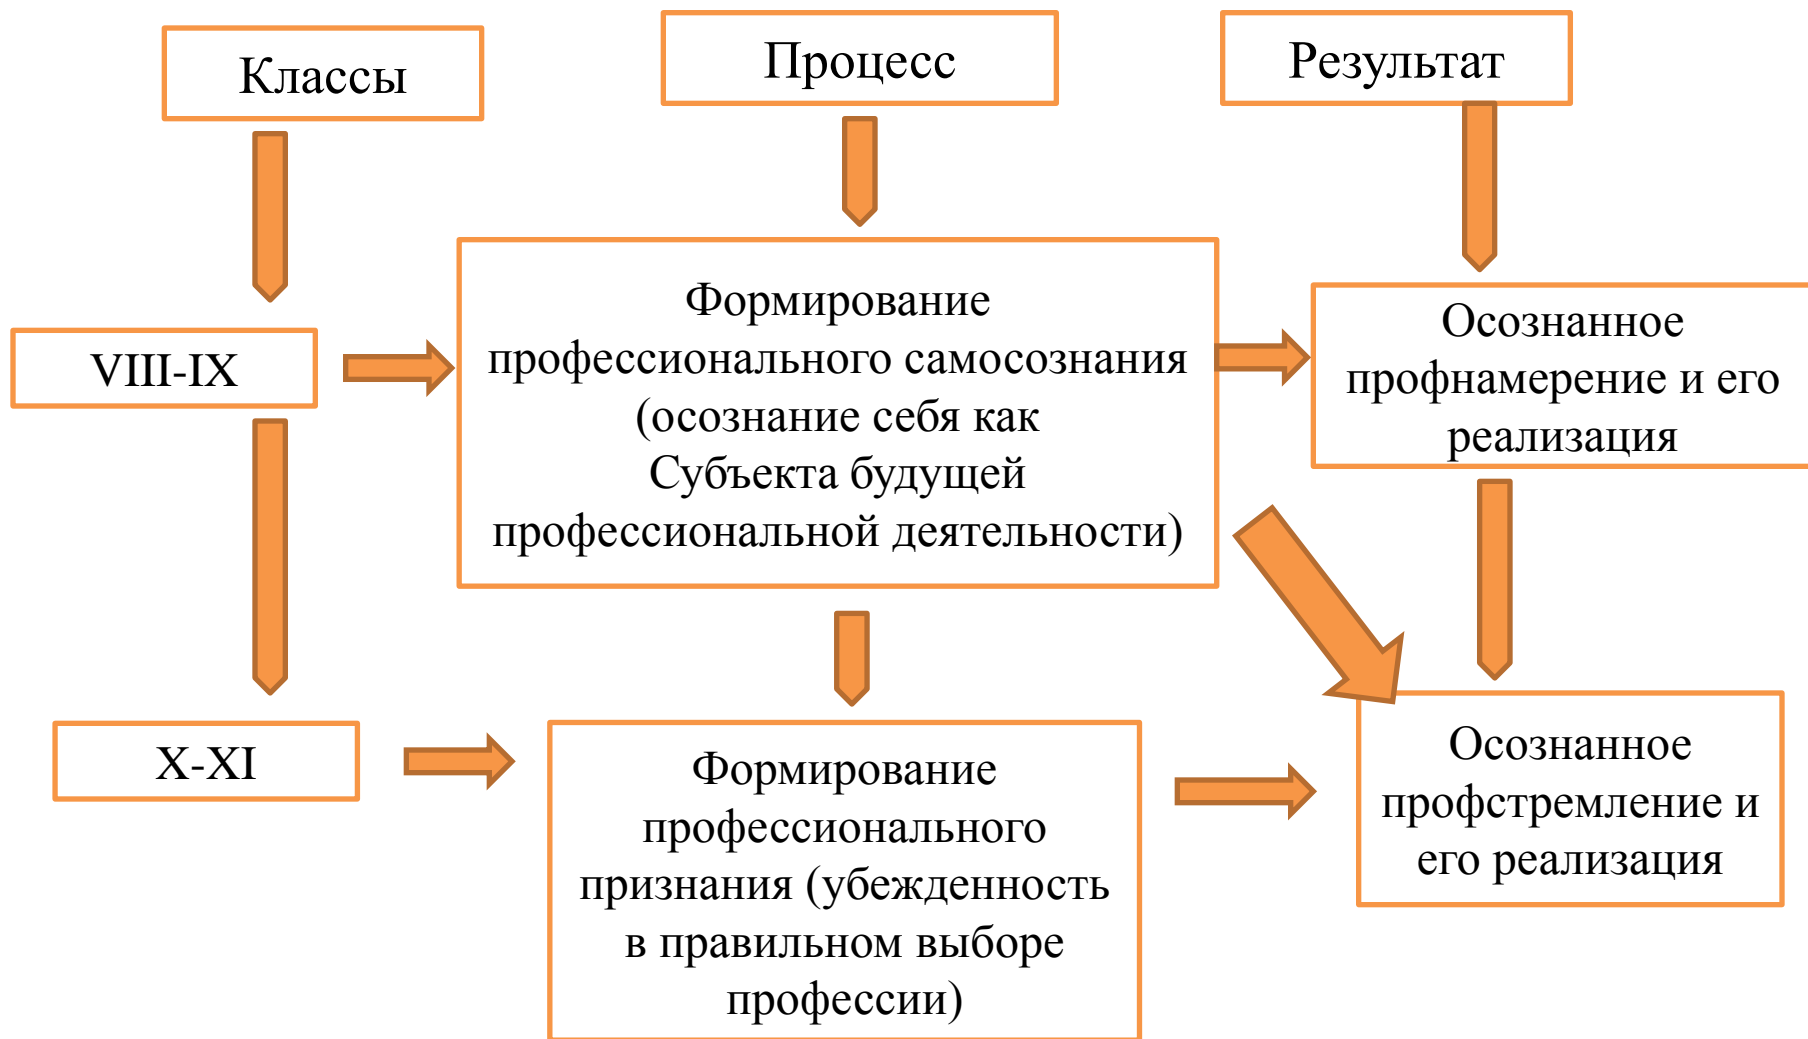 Классы
Процесс
Результат
VIII-IX
Формирование
профессионального самосознания
(осознание себя как
Субъекта будущей
профессиональной деятельности)
Осознанное
профнамерение и его
реализация
X-XI
Формирование
профессионального
признания (убежденность
в правильном выборе
профессии)
Осознанное
профстремление и
его реализация